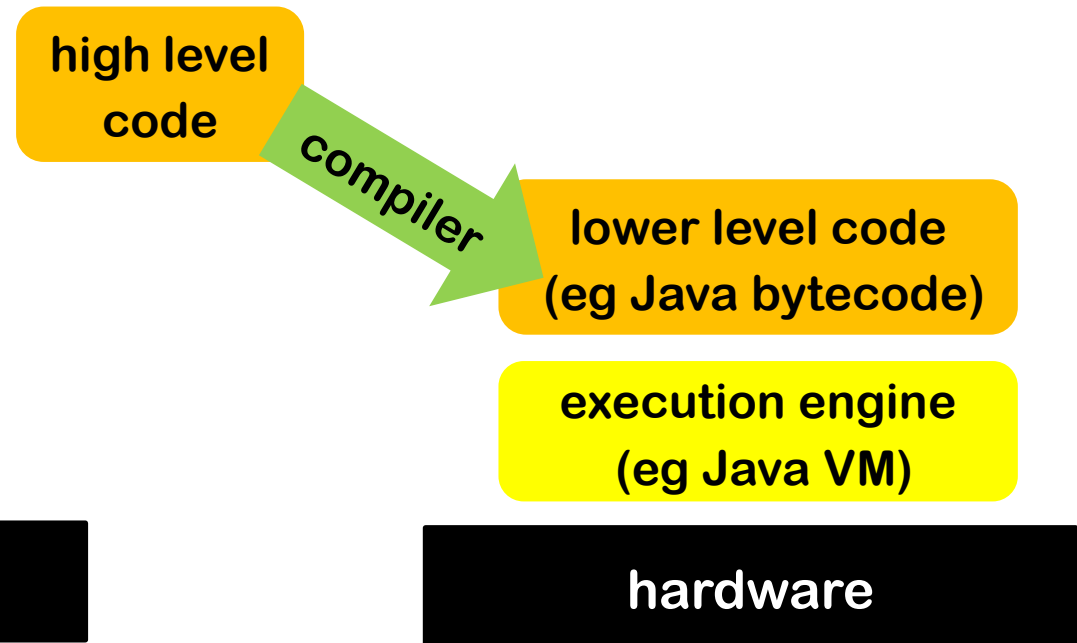 high level
code
compiler
lower level code
(eg Java bytecode)
execution engine
(eg Java VM)
hardware